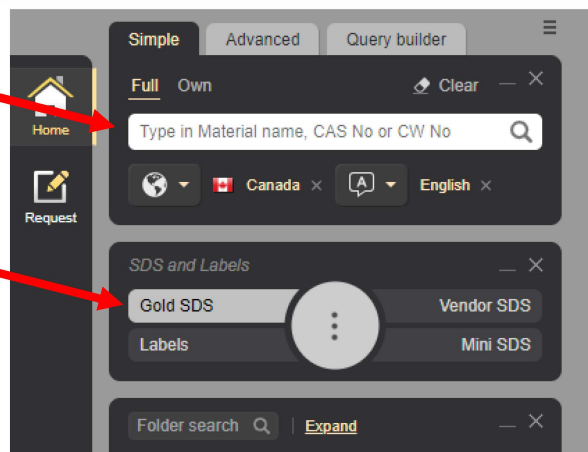 Simple Advanced Query builder
Full Own Clear
Home
Type in Material name, CAS No or CW No
Canada English
Request
SDS and Labels
Gold SDS Vendor SDS
Labels Mini SDS
Folder search Expand